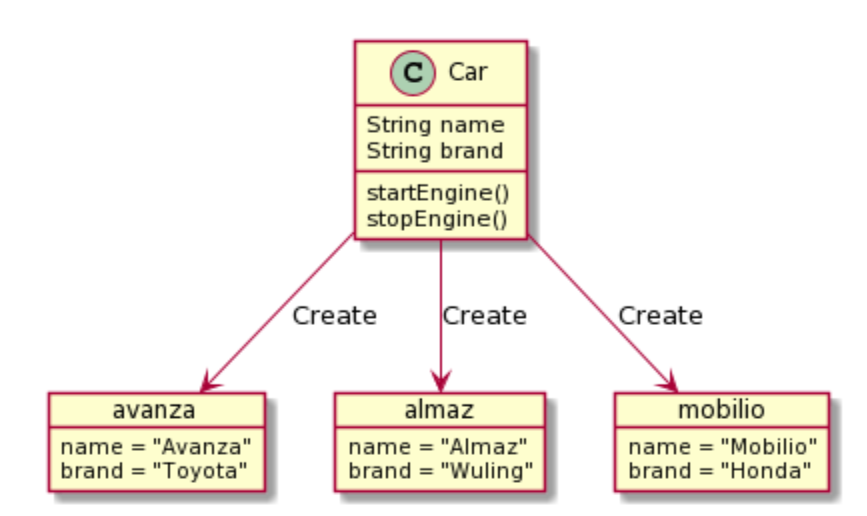 C Car
String name
String brand
startEngine()
stopEngine()
Create
Create
Create
avanza
name = "Avanza"
brand = "Toyota"
almaz
name = "Almaz"
brand = "Wuling"
mobilio
name = "Mobilio"
brand = "Honda"